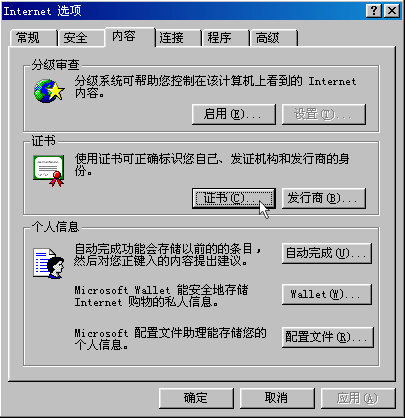 Internet 选项
常规 安全 内容 连接 程序 高级
分级审查
分级系统可帮助您控制在该计算机上看到的 Internet
内容。
启用(E)... 设置(T)...
证书
使用证书可正确标识您自己、发证机构和发行商的身
份。
证书(C)... 发行商(B)...
个人信息
自动完成功能会存储以前的的条目，
然后对您正键入的内容提出建议。
自动完成(U)...
Microsoft Wallet 能安全地存储
Internet 购物的私人信息。
Wallet(W)...
Microsoft 配置文件助理能存储您的
个人信息。
配置文件(R)...
确定 取消 应用(A)